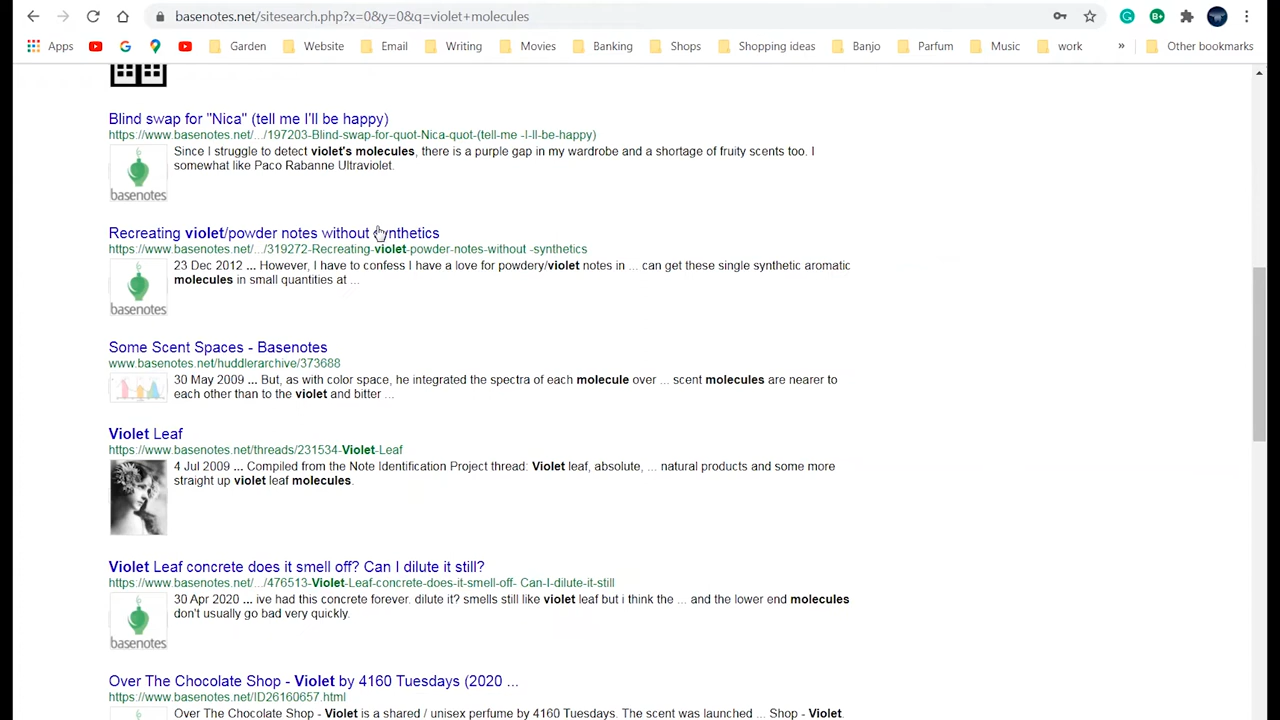 basenotes.net/sitesearch.php?x=0&y=0&q=violet+molecules
Apps Garden Website Email Writing Movies Banking Shops Shopping ideas Banjo Parfum Music work » Other bookmarks
Blind swap for "Nica" (tell me I'll be happy)
https://www.basenotes.net/.../197203-Blind-swap-for-quot-Nica-quot-(tell-me -I-ll-be-happy)
Since I struggle to detect violet's molecules, there is a purple gap in my wardrobe and a shortage of fruity scents too. I
somewhat like Paco Rabanne Ultraviolet.
basenotes
Recreating violet/powder notes without synthetics
https://www.basenotes.net/.../319272-Recreating-violet-powder-notes-without -synthetics
23 Dec 2012 ... However, I have to confess I have a love for powdery/violet notes in ... can get these single synthetic aromatic
molecules in small quantities at ...
basenotes
Some Scent Spaces - Basenotes
www.basenotes.net/huddlerarchive/373688
30 May 2009 ... But, as with color space, he integrated the spectra of each molecule over ... scent molecules are nearer to
each other than to the violet and bitter ...
Violet Leaf
https://www.basenotes.net/threads/231534-Violet-Leaf
4 Jul 2009 ... Compiled from the Note Identification Project thread: Violet leaf, absolute, ... natural products and some more
straight up violet leaf molecules.
Violet Leaf concrete does it smell off? Can I dilute it still?
https://www.basenotes.net/.../476513-Violet-Leaf-concrete-does-it-smell-off- Can-I-dilute-it-still
30 Apr 2020 ... ive had this concrete forever. dilute it? smells still like violet leaf but i think the ... and the lower end molecules
don't usually go bad very quickly.
basenotes
Over The Chocolate Shop - Violet by 4160 Tuesdays (2020 ...
https://www.basenotes.net/ID26160657.html
Over The Chocolate Shop - Violet is a shared / unisex perfume by 4160 Tuesdays. The scent was launched ... Shop - Violet.